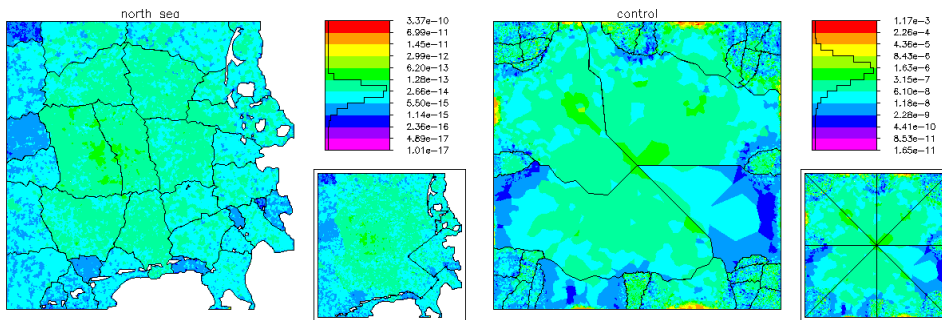 north sea
3.37e-10
6.99e-11
1.45e-11
2.99e-12
6.20e-13
1.28e-13
2.66e-14
5.50e-15
1.14e-15
2.36e-16
4.89e-17
1.01e-17
control
1.17e-3
2.26e-4
4.36e-5
8.43e-6
1.63e-6
3.15e-7
6.10e-8
1.18e-8
2.28e-9
4.41e-10
8.53e-11
1.65e-11